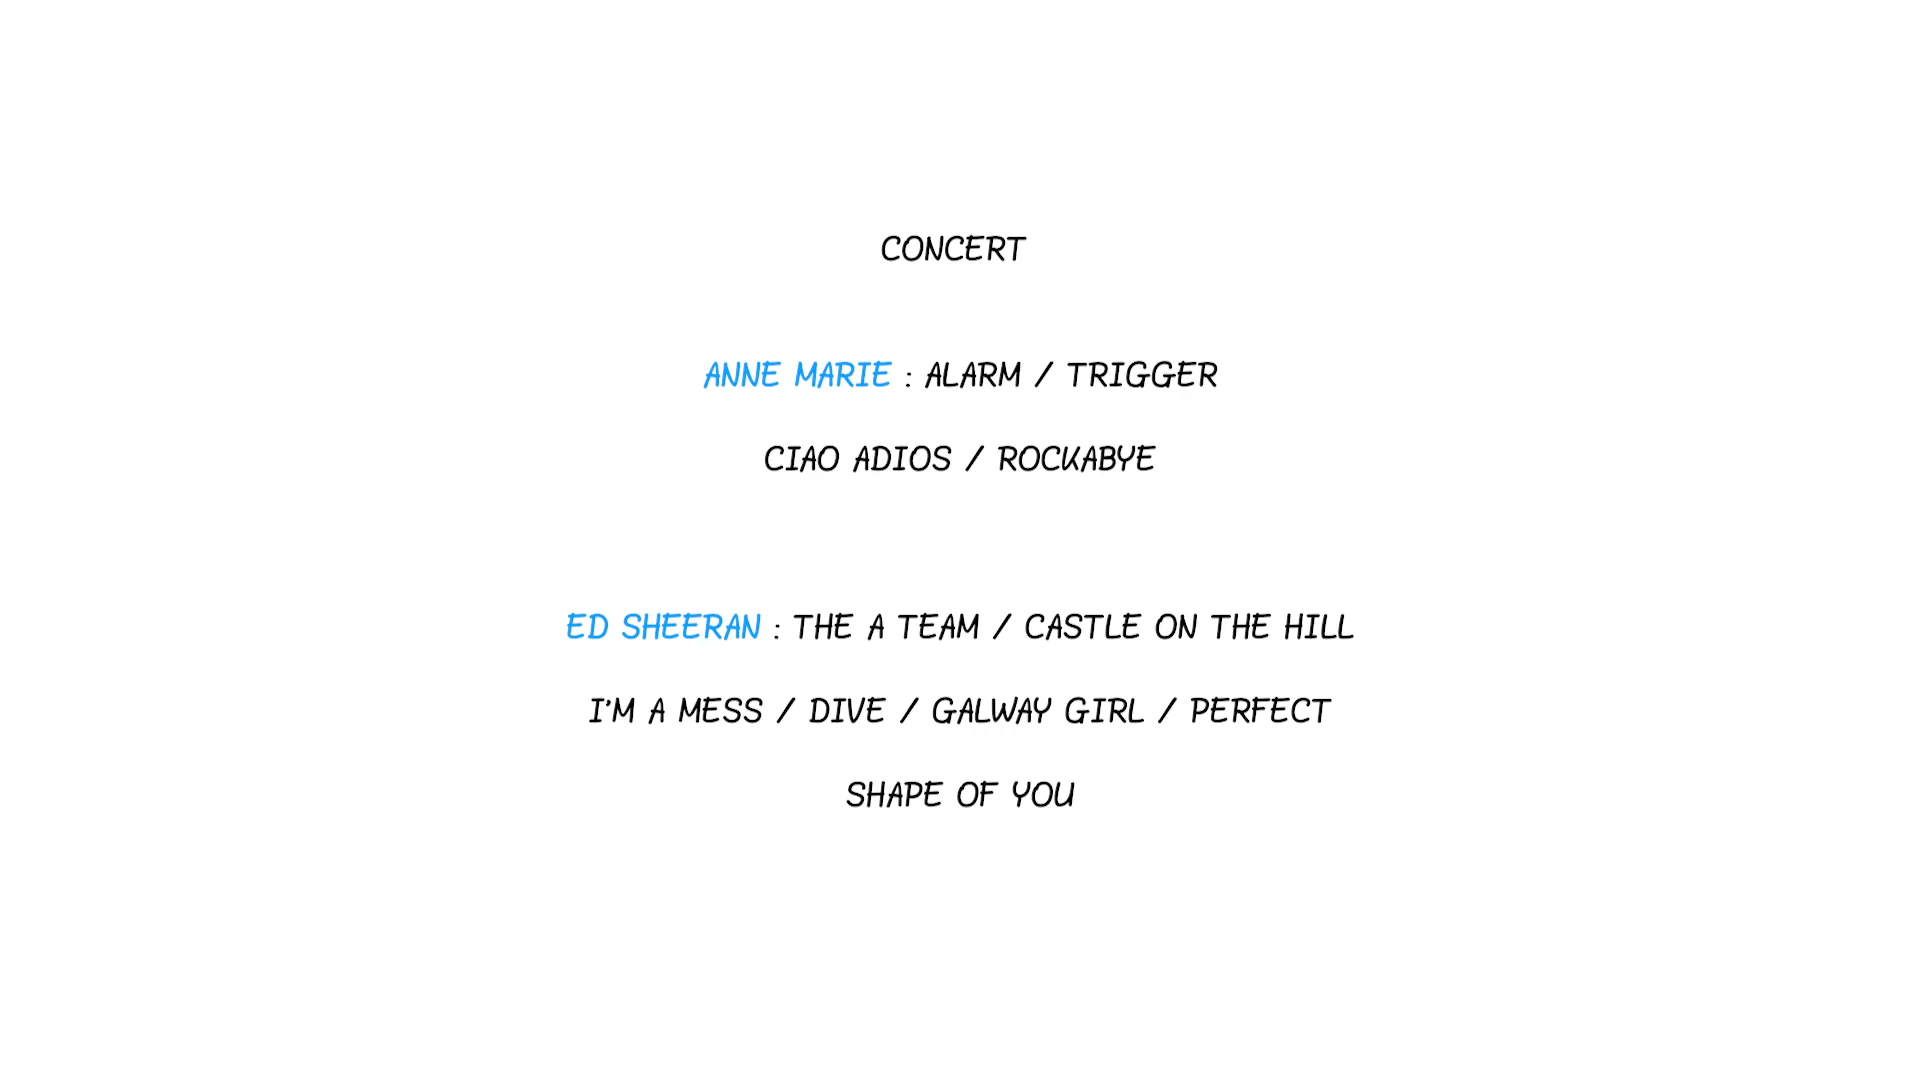 CONCERT
ANNE MARIE : ALARM / TRIGGER
CIAO ADIOS / ROCKABYE
ED SHEERAN : THE A TEAM / CASTLE ON THE HILL
I'M A MESS / DIVE / GALWAY GIRL / PERFECT
SHAPE OF YOU